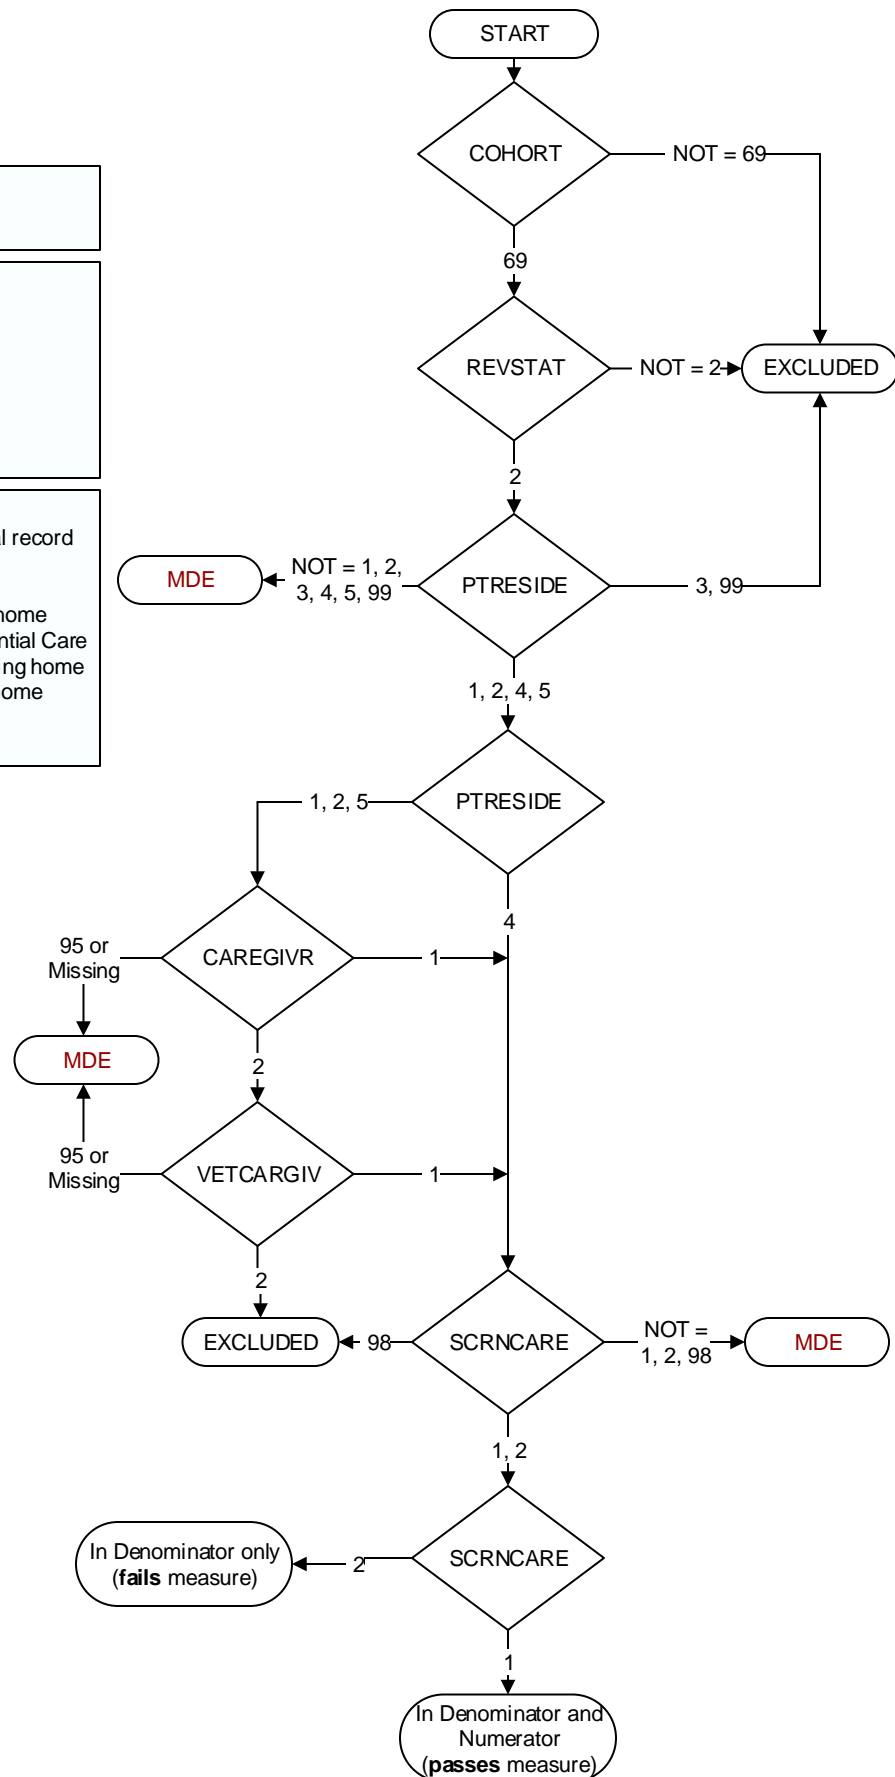 START
COHORT
NOT = 69
69
REVSTAT
NOT = 2
EXCLUDED
2
record
home
Care
home
PTRESIDE
NOT = 1, 2,
3, 4, 5, 99
MDE
3, 99
1, 2, 4, 5
PTRESIDE
1, 2, 5
4
CAREGIVR
95 or
Missing
1
MDE
2
VETCARGIV
95 or
Missing
1
2
EXCLUDED
98
SCRNCARE
NOT =
1, 2, 98
MDE
1, 2
SCRNCARE
2
In Denominator only
(fails measure)
1
In Denominator and
Numerator
(passes measure)